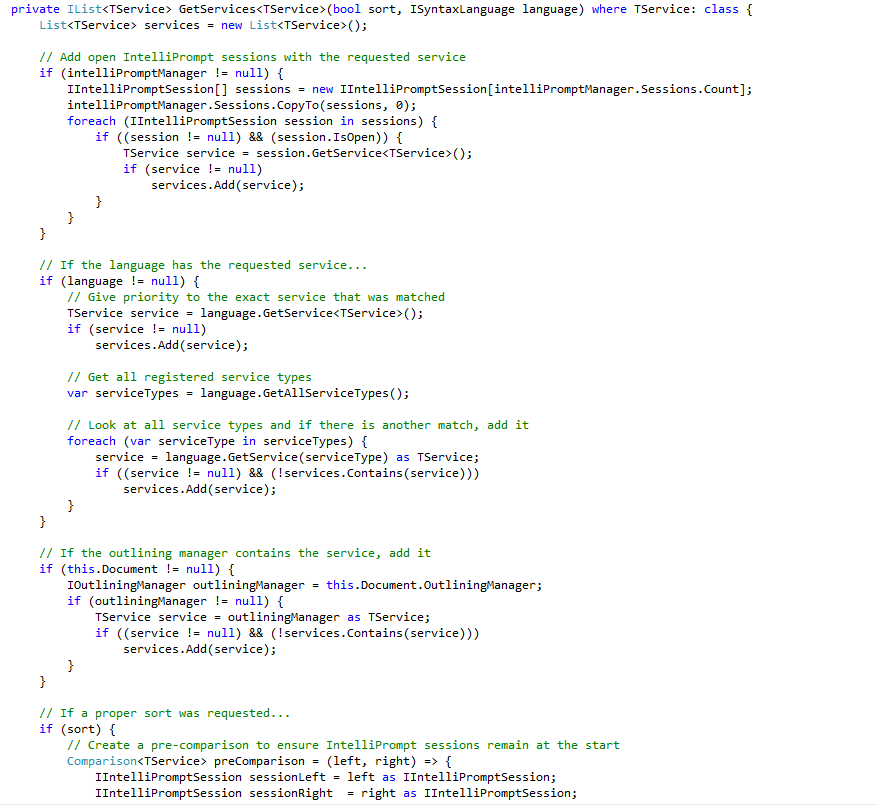 private IList<TService> GetServices<TService>(bool sort, ISyntaxLanguage language) where TService: class {
    List<TService> services = new List<TService>();

    // Add open IntelliPrompt sessions with the requested service
    if (intelliPromptManager != null) {
        IIntelliPromptSession[] sessions = new IIntelliPromptSession[intelliPromptManager.Sessions.Count];
        intelliPromptManager.Sessions.CopyTo(sessions, 0);
        foreach (IIntelliPromptSession session in sessions) {
            if ((session != null) && (session.IsOpen)) {
                TService service = session.GetService<TService>();
                if (service != null)
                    services.Add(service);
            }
        }
    }

    // If the language has the requested service...
    if (language != null) {
        // Give priority to the exact service that was matched
        TService service = language.GetService<TService>();
        if (service != null)
            services.Add(service);

        // Get all registered service types
        var serviceTypes = language.GetAllServiceTypes();

        // Look at all service types and if there is another match, add it
        foreach (var serviceType in serviceTypes) {
            service = language.GetService(serviceType) as TService;
            if ((service != null) && (!services.Contains(service)))
                services.Add(service);
        }
    }

    // If the outlining manager contains the service, add it
    if (this.Document != null) {
        IOutliningManager outliningManager = this.Document.OutliningManager;
        if (outliningManager != null) {
            TService service = outliningManager as TService;
            if ((service != null) && (!services.Contains(service)))
                services.Add(service);
        }
    }

    // If a proper sort was requested...
    if (sort) {
        // Create a pre-comparison to ensure IntelliPrompt sessions remain at the start
        Comparison<TService> preComparison = (left, right) => {
            IIntelliPromptSession sessionLeft = left as IIntelliPromptSession;
            IIntelliPromptSession sessionRight  = right as IIntelliPromptSession;